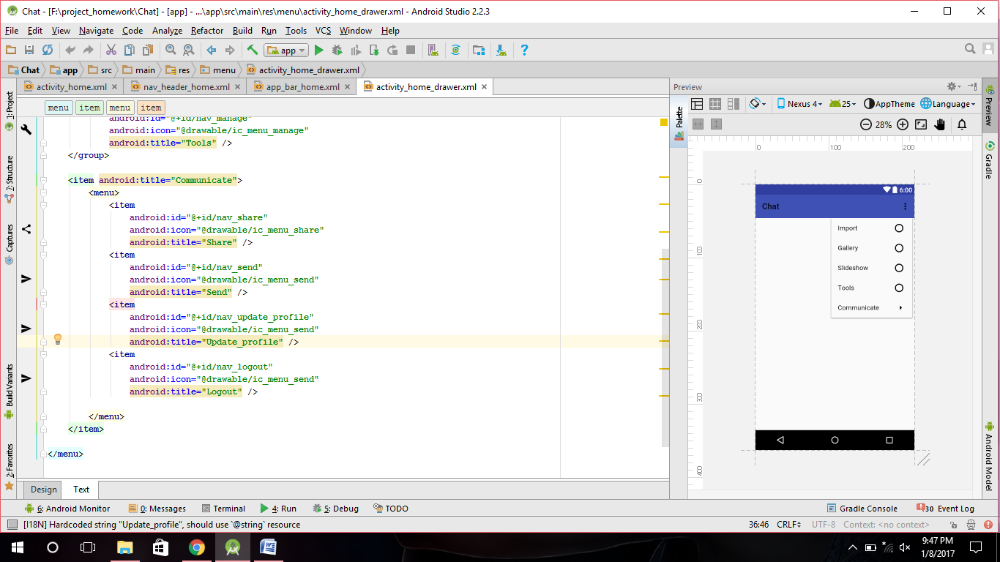 Chat - [F:\project_homework\Chat] - [app] - ...\app\src\main\res\menu\activity_home_drawer.xml - Android Studio 2.2.3
File Edit View Navigate Code Analyze Refactor Build Run Tools VCS Window Help
app
Chat app src main res menu activity_home_drawer.xml
activity_home.xml nav_header_home.xml app_bar_home.xml activity_home_drawer.xml
Preview
menu item menu item
Nexus 4 25 AppTheme Language
28%
1: Project
7: Structure
Captures
Build Variants
2: Favorites
android:id="@+id/nav_manage"
android:icon="@drawable/ic_menu_manage"
android:title="Tools" />
</group>
<item android:title="Communicate">
<menu>
<item
android:id="@+id/nav_share"
android:icon="@drawable/ic_menu_share"
android:title="Share" />
<item
android:id="@+id/nav_send"
android:icon="@drawable/ic_menu_send"
android:title="Send" />
<item
android:id="@+id/nav_update_profile"
android:icon="@drawable/ic_menu_send"
android:title="Update_profile" />
<item
android:id="@+id/nav_logout"
android:icon="@drawable/ic_menu_send"
android:title="Logout" />
</menu>
</item>
</menu>
Palette
0 100 200
0
100
200
300
400
6:00
Chat
Import
Gallery
Slideshow
Tools
Communicate
Preview
Gradle
Android Model
Design Text
6: Android Monitor 0: Messages Terminal 4: Run 5: Debug TODO Gradle Console 30 Event Log
[I18N] Hardcoded string "Update_profile", should use `@string` resource 36:46 CRLF UTF-8 Context: <no context>
9:47 PM
1/8/2017